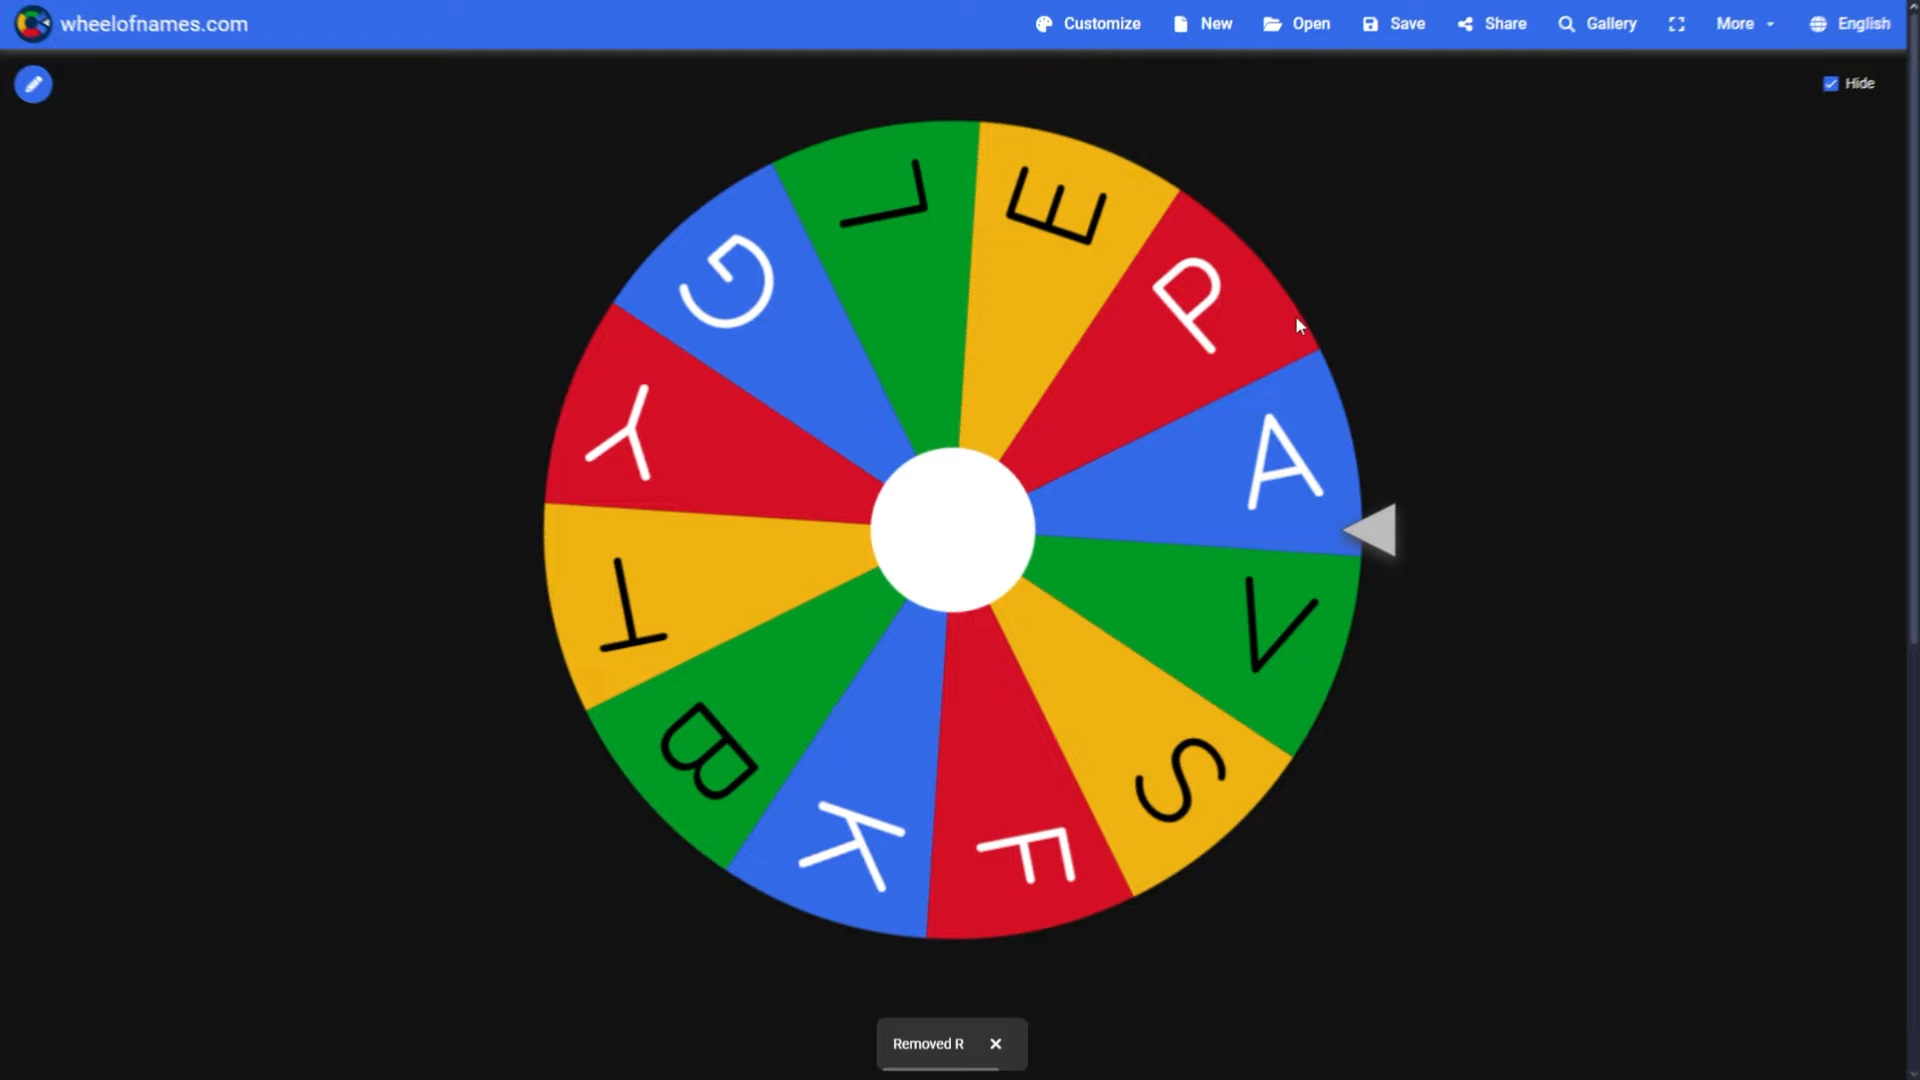 wheelofnames.com
Customize
New
Open
Save
Share
Gallery
More
English
Hide
L
E
P
A
V
S
F
K
B
T
Y
G
Removed R